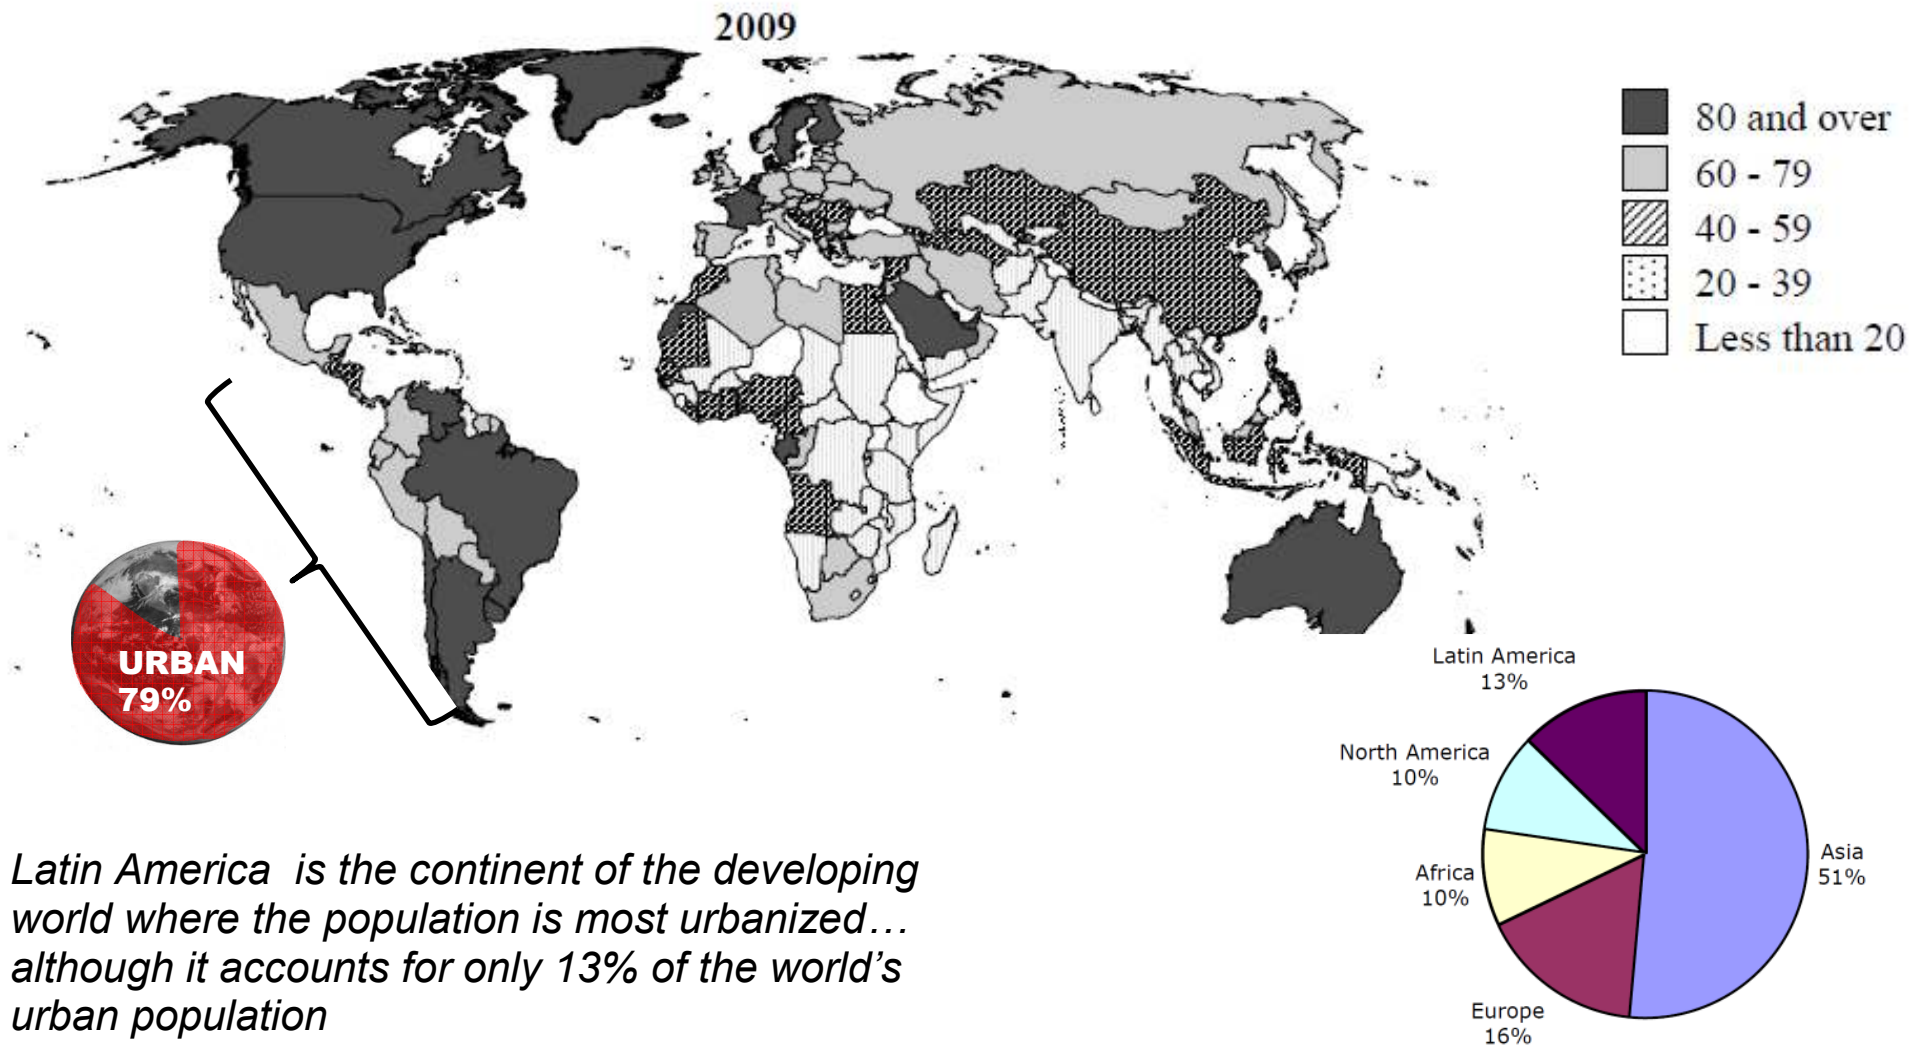 2009
80 and over
60 - 79
40 - 59
20 - 39
Less than 20
URBAN
79%
Latin America
13%
North America
10%
Africa
10%
Asia
51%
Europe
16%
Latin America  is the continent of the developing
world where the population is most urbanized…
although it accounts for only 13% of the world’s
urban population